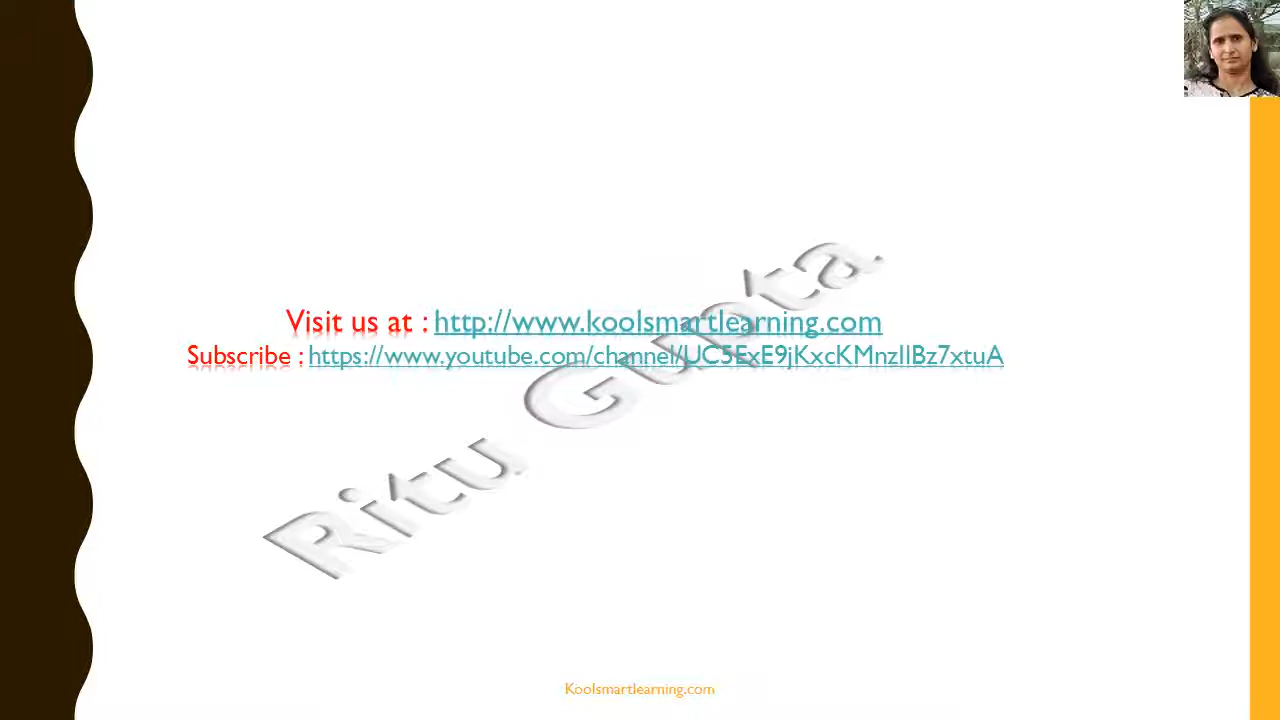 Visit us at : http://www.koolsmartlearning.com
Subscribe : https://www.youtube.com/channel/UC5ExE9jKxcKMnzlIBz7xtuA
Ritu Gupta
Koolsmartlearning.com